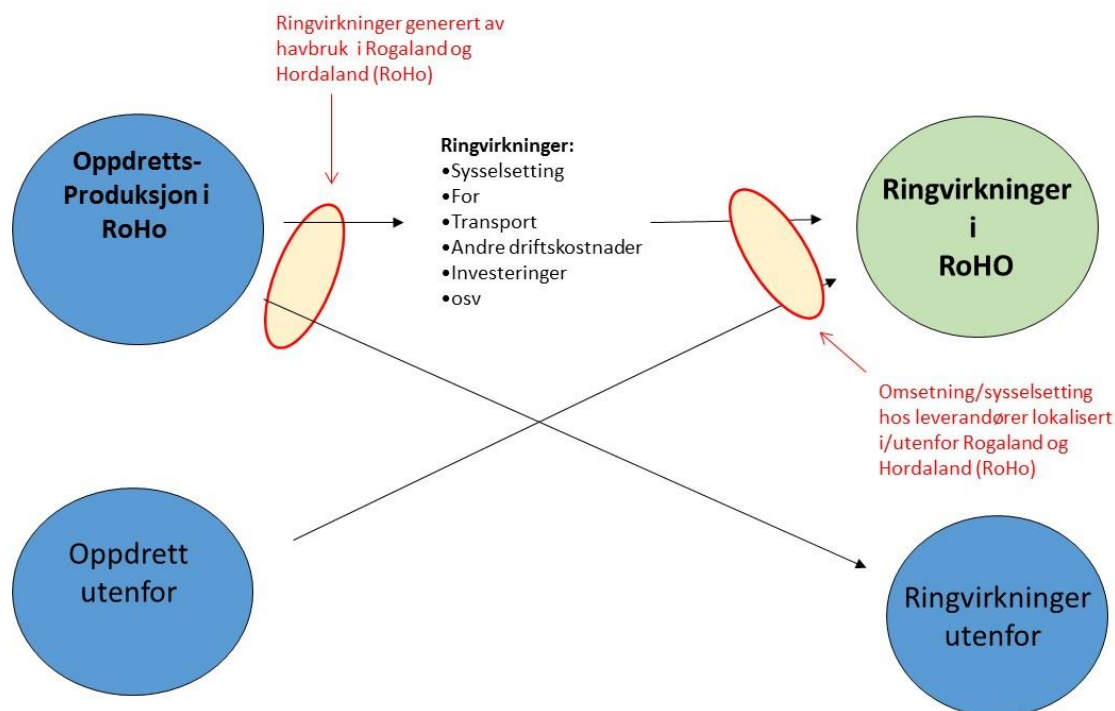 Ringvirkninger generert av
havbruk i Rogaland og
Hordaland (RoHo)
Oppdretts-
Produksjon i
RoHo
Ringvirkninger:
•Sysselsetting
•For
•Transport
•Andre driftskostnader
•Investeringer
•osv
Ringvirkninger
i
RoHO
Omsetning/sysselsetting
hos leverandører lokalisert
i/utenfor Rogaland og
Hordaland (RoHo)
Oppdrett
utenfor
Ringvirkninger
utenfor